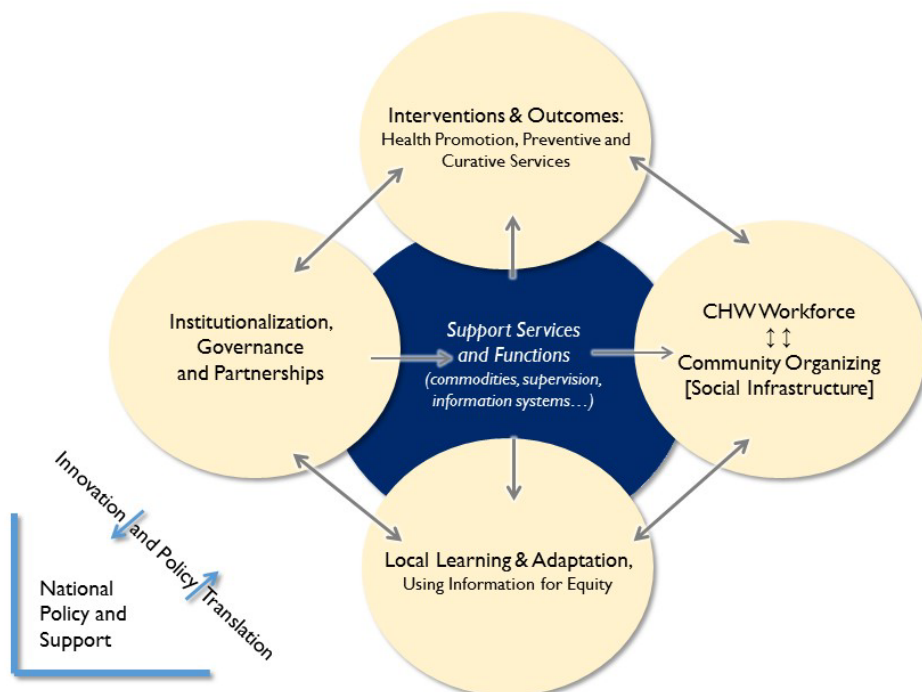 Interventions & Outcomes:
Health Promotion, Preventive and
Curative Services
Institutionalization,
Governance
and Partnerships
Support Services
and Functions
(commodities, supervision,
information systems…)
CHW Workforce
↕ ↕
Community Organizing
[Social Infrastructure]
Local Learning & Adaptation,
Using Information for Equity
Innovation and Policy Translation
National
Policy and
Support